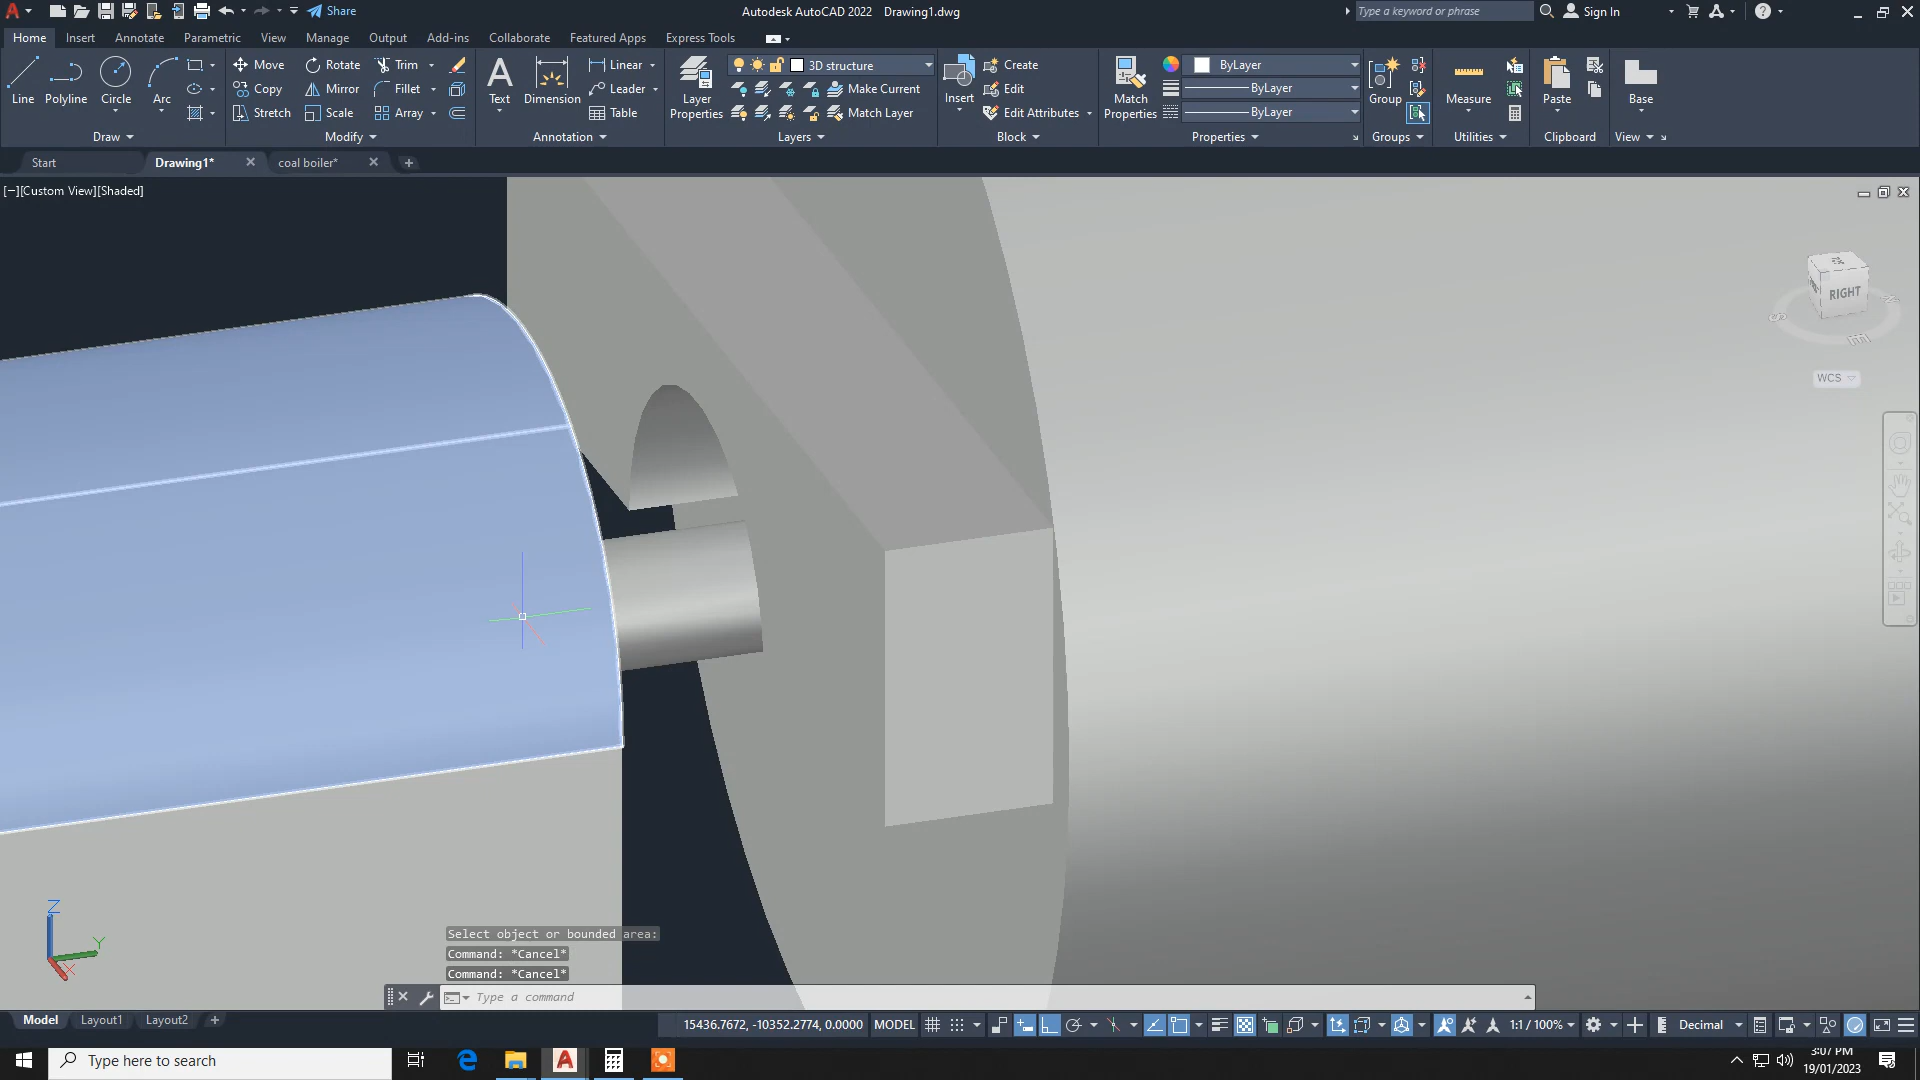 Share
Autodesk AutoCAD 2022 Drawing1.dwg
Type a keyword or phrase
Sign In
Home Insert Annotate Parametric View Manage Output Add-ins Collaborate Featured Apps Express Tools
Line Polyline Circle Arc
Move Rotate Trim
Copy Mirror Fillet
Stretch Scale Array
Text Dimension
Linear
Leader
Table
Layer Properties
3D structure
Make Current
Match Layer
Insert
Create
Edit
Edit Attributes
Match Properties
ByLayer
ByLayer
ByLayer
Group
Measure
Paste
Base
Draw Modify Annotation Layers Block Properties Groups Utilities Clipboard View
Start Drawing1* coal boiler*
[−][Custom View][Shaded]
RIGHT
WCS
Z
Y
X
Select object or bounded area:
Command: *Cancel*
Command: *Cancel*
Type a command
Model Layout1 Layout2
15436.7672, -10352.2774, 0.0000 MODEL
1:1 / 100%
Decimal
Type here to search
3:07 PM
19/01/2023